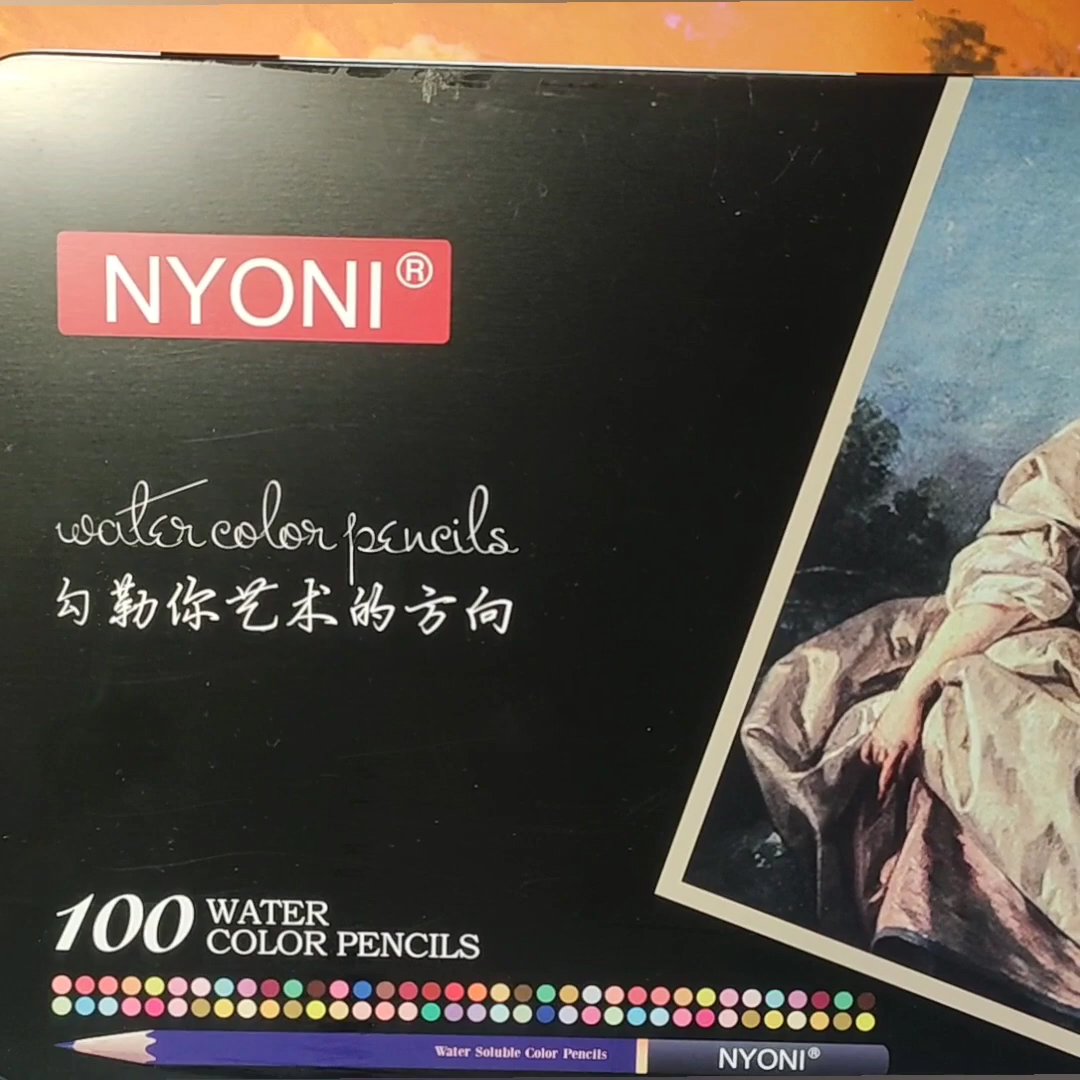 NYONI®
water color pencils
勾勒你艺术的方向
100 WATER
COLOR PENCILS
Water Soluble Color Pencils NYONI®